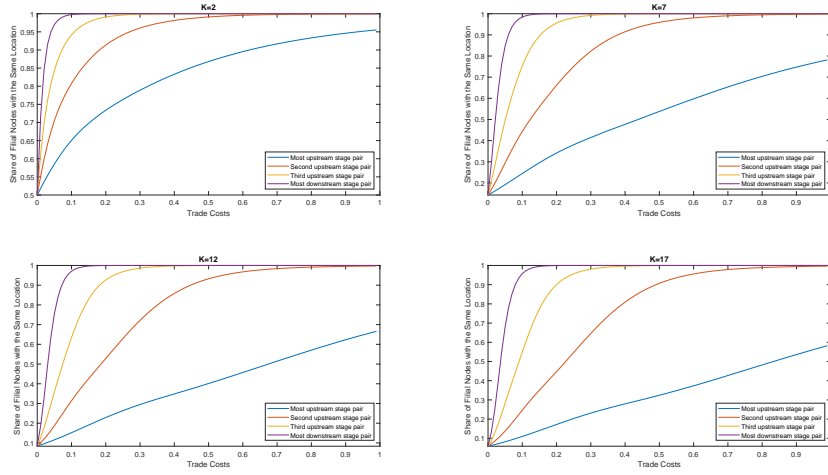 K=2
Share of Filial Nodes with the Same Location
1
0.95
0.9
0.85
0.8
0.75
0.7
0.65
0.6
0.55
0.5
Most upstream stage pair
Second upstream stage pair
Third upstream stage pair
Most downstream stage pair
0 0.1 0.2 0.3 0.4 0.5 0.6 0.7 0.8 0.9 1
Trade Costs
K=7
Share of Filial Nodes with the Same Location
1
0.9
0.8
0.7
0.6
0.5
0.4
0.3
0.2
Most upstream stage pair
Second upstream stage pair
Third upstream stage pair
Most downstream stage pair
0 0.1 0.2 0.3 0.4 0.5 0.6 0.7 0.8 0.9
Trade Costs
K=12
Share of Filial Nodes with the Same Location
1
0.9
0.8
0.7
0.6
0.5
0.4
0.3
0.2
0.1
Most upstream stage pair
Second upstream stage pair
Third upstream stage pair
Most downstream stage pair
0 0.1 0.2 0.3 0.4 0.5 0.6 0.7 0.8 0.9 1
Trade Costs
K=17
Share of Filial Nodes with the Same Location
1
0.9
0.8
0.7
0.6
0.5
0.4
0.3
0.2
0.1
Most upstream stage pair
Second upstream stage pair
Third upstream stage pair
Most downstream stage pair
0 0.1 0.2 0.3 0.4 0.5 0.6 0.7 0.8 0.9
Trade Costs